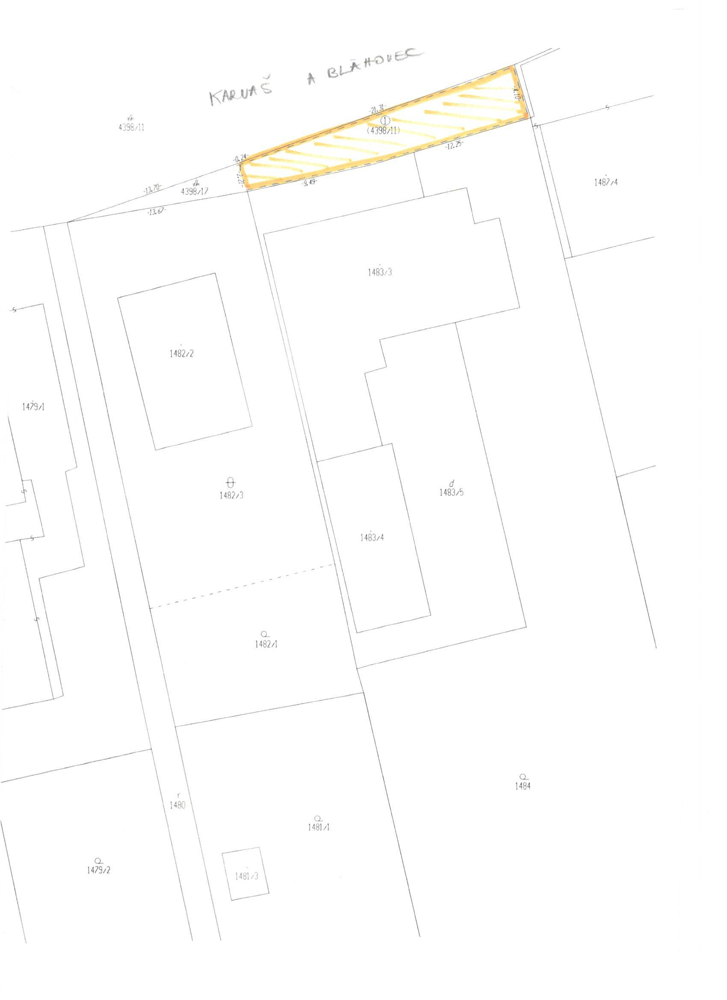 KARVAŠ A BLÁHOVEC
4398/11
-21.31-
1
(4398/11)
-4.10-
S
S
-12.25-
-0.24-
-2.21-
-9.49-
-13.70-
4398/17
-13.67-
1487/4
1483/3
S
1482/2
1479/1
S
1482/3
d
1483/5
1483/4
S
S
1482/1
1484
r
1480
1481/1
1479/2
1481/3